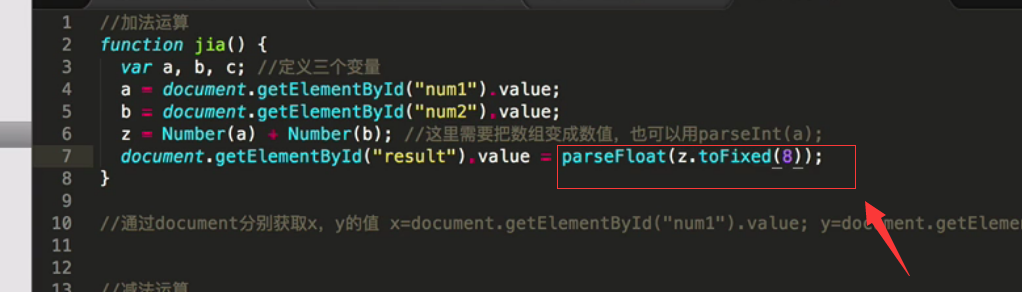 1 //加法运算
2 function jia() {
3 var a, b, c; //定义三个变量
4 a = document.getElementById("num1").value;
5 b = document.getElementById("num2").value;
6 z = Number(a) + Number(b); //这里需要把数组变成数值，也可以用parseInt(a);
7 document.getElementById("result").value = parseFloat(z.toFixed(8));
8 }
9
10 //通过document分别获取x，y的值 x=document.getElementById("num1").value; y=document.getEleme
11
12
13 //减法运算